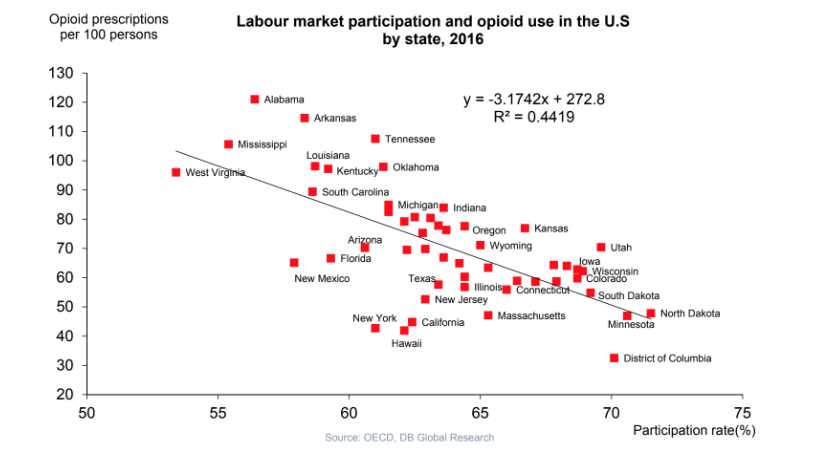 Opioid prescriptions
per 100 persons
Labour market participation and opioid use in the U.S
by state, 2016
y = -3.1742x + 272.8
R² = 0.4419
130
120
110
100
90
80
70
60
50
40
30
20
Alabama
Arkansas
Tennessee
Mississippi
Louisiana
Kentucky
Oklahoma
West Virginia
South Carolina
Michigan
Indiana
Oregon
Kansas
Arizona
Wyoming
Utah
Florida
Iowa
Wisconsin
New Mexico
Texas
Illinois
Connecticut
Colorado
New Jersey
South Dakota
New York
California
Massachusetts
North Dakota
Minnesota
Hawaii
District of Columbia
50
55
60
65
70
75
Participation rate(%)
Source: OECD, DB Global Research